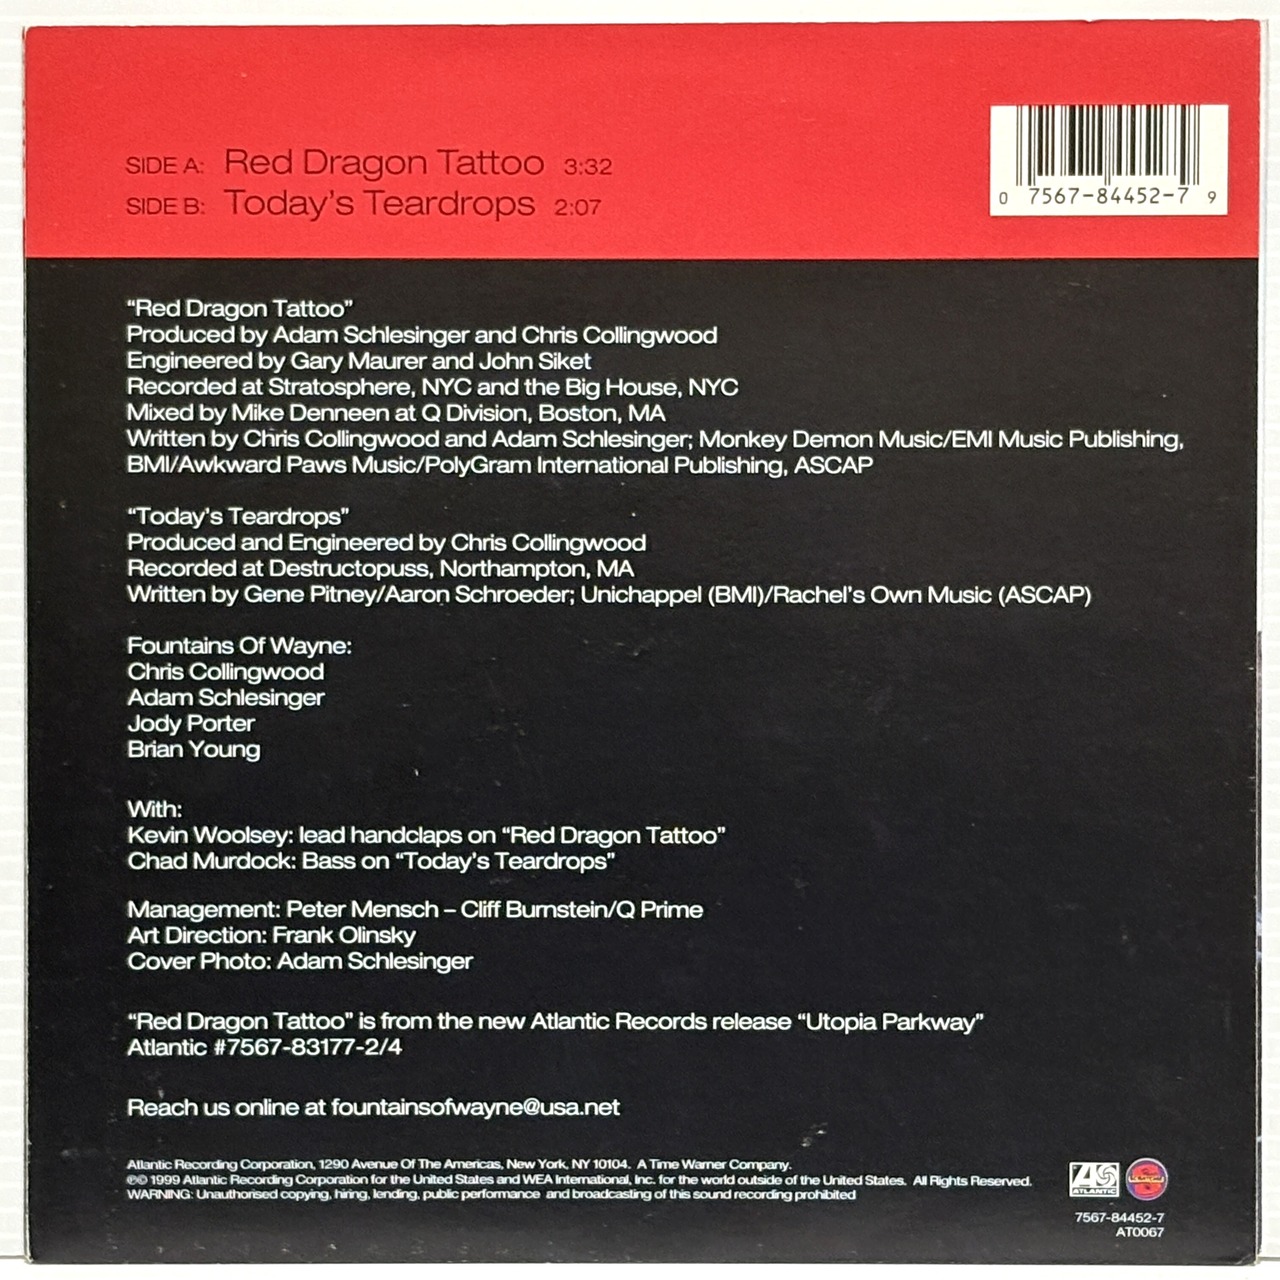 SIDE A: Red Dragon Tattoo 3:32
SIDE B: Today's Teardrops 2:07
0 7567-84452-7 9
“Red Dragon Tattoo”
Produced by Adam Schlesinger and Chris Collingwood
Engineered by Gary Maurer and John Siket
Recorded at Stratosphere, NYC and the Big House, NYC
Mixed by Mike Denneen at Q Division, Boston, MA
Written by Chris Collingwood and Adam Schlesinger; Monkey Demon Music/EMI Music Publishing,
BMI/Awkward Paws Music/PolyGram International Publishing, ASCAP
“Today's Teardrops”
Produced and Engineered by Chris Collingwood
Recorded at Destructopuss, Northampton, MA
Written by Gene Pitney/Aaron Schroeder; Unichappel (BMI)/Rachel's Own Music (ASCAP)
Fountains Of Wayne:
Chris Collingwood
Adam Schlesinger
Jody Porter
Brian Young
With:
Kevin Woolsey: lead handclaps on “Red Dragon Tattoo”
Chad Murdock: Bass on “Today's Teardrops”
Management: Peter Mensch – Cliff Burnstein/Q Prime
Art Direction: Frank Olinsky
Cover Photo: Adam Schlesinger
“Red Dragon Tattoo” is from the new Atlantic Records release “Utopia Parkway”
Atlantic #7567-83177-2/4
Reach us online at fountainsofwayne@usa.net
Atlantic Recording Corporation, 1290 Avenue Of The Americas, New York, NY 10104. A Time Warner Company.
℗© 1999 Atlantic Recording Corporation for the United States and WEA International, Inc. for the world outside of the United States. All Rights Reserved.
WARNING: Unauthorised copying, hiring, lending, public performance and broadcasting of this sound recording prohibited
ATLANTIC
7567-84452-7
AT0067